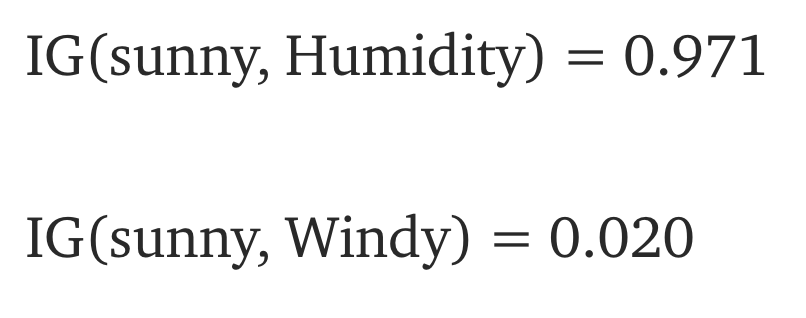 IG(sunny, Humidity) = 0.971
IG(sunny, Windy) = 0.020